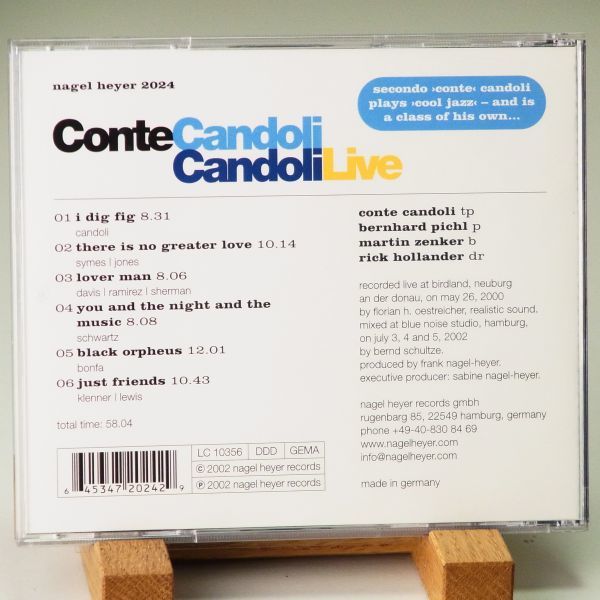 nagel heyer 2024
secondo ›conte‹ candoli
plays ›cool jazz‹ – and is
a class of his own...
ConteCandoli
CandoliLive
01 i dig fig 8.31
candoli
02 there is no greater love 10.14
symes | jones
03 lover man 8.06
davis | ramirez | sherman
04 you and the night and the
music 8.08
schwartz
05 black orpheus 12.01
bonfa
06 just friends 10.43
klenner | lewis
total time: 58.04
conte candoli tp
bernhard pichl p
martin zenker b
rick hollander dr
recorded live at birdland, neuburg
an der donau, on may 26, 2000
by florian h. oestreicher, realistic sound.
mixed at blue noise studio, hamburg,
on july 3, 4 and 5, 2002
by bernd schultze.
produced by frank nagel-heyer.
executive producer: sabine nagel-heyer.
nagel heyer records gmbh
rugenbarg 85, 22549 hamburg, germany
phone +49-40-830 84 69
www.nagelheyer.com
info@nagelheyer.com
made in germany
LC 10356 DDD GEMA
© 2002 nagel heyer records
℗ 2002 nagel heyer records
6 45347 20242 9